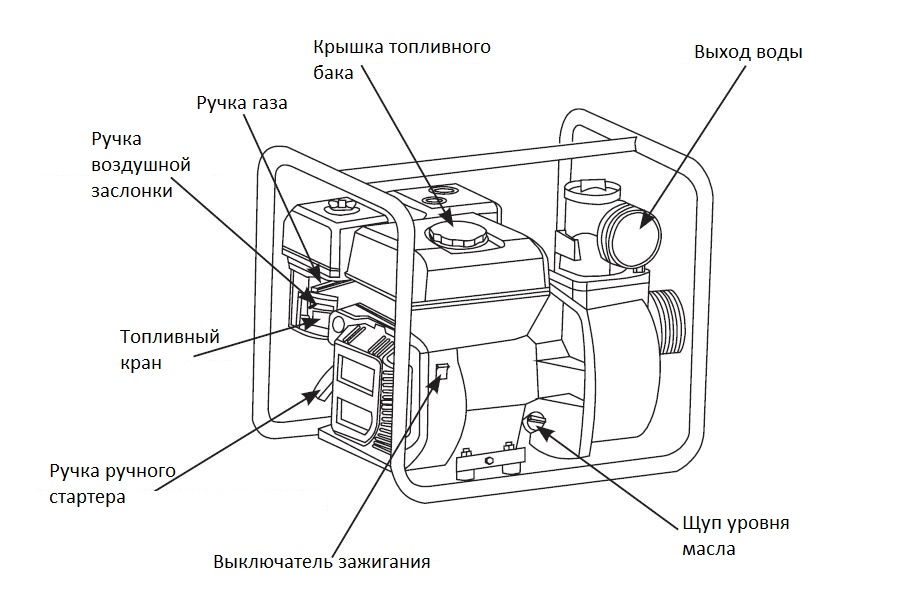 Крышка топливного
бака
Выход воды
Ручка газа
Ручка
воздушной
заслонки
Топливный
кран
Ручка ручного
стартера
Выключатель зажигания
Щуп уровня
масла